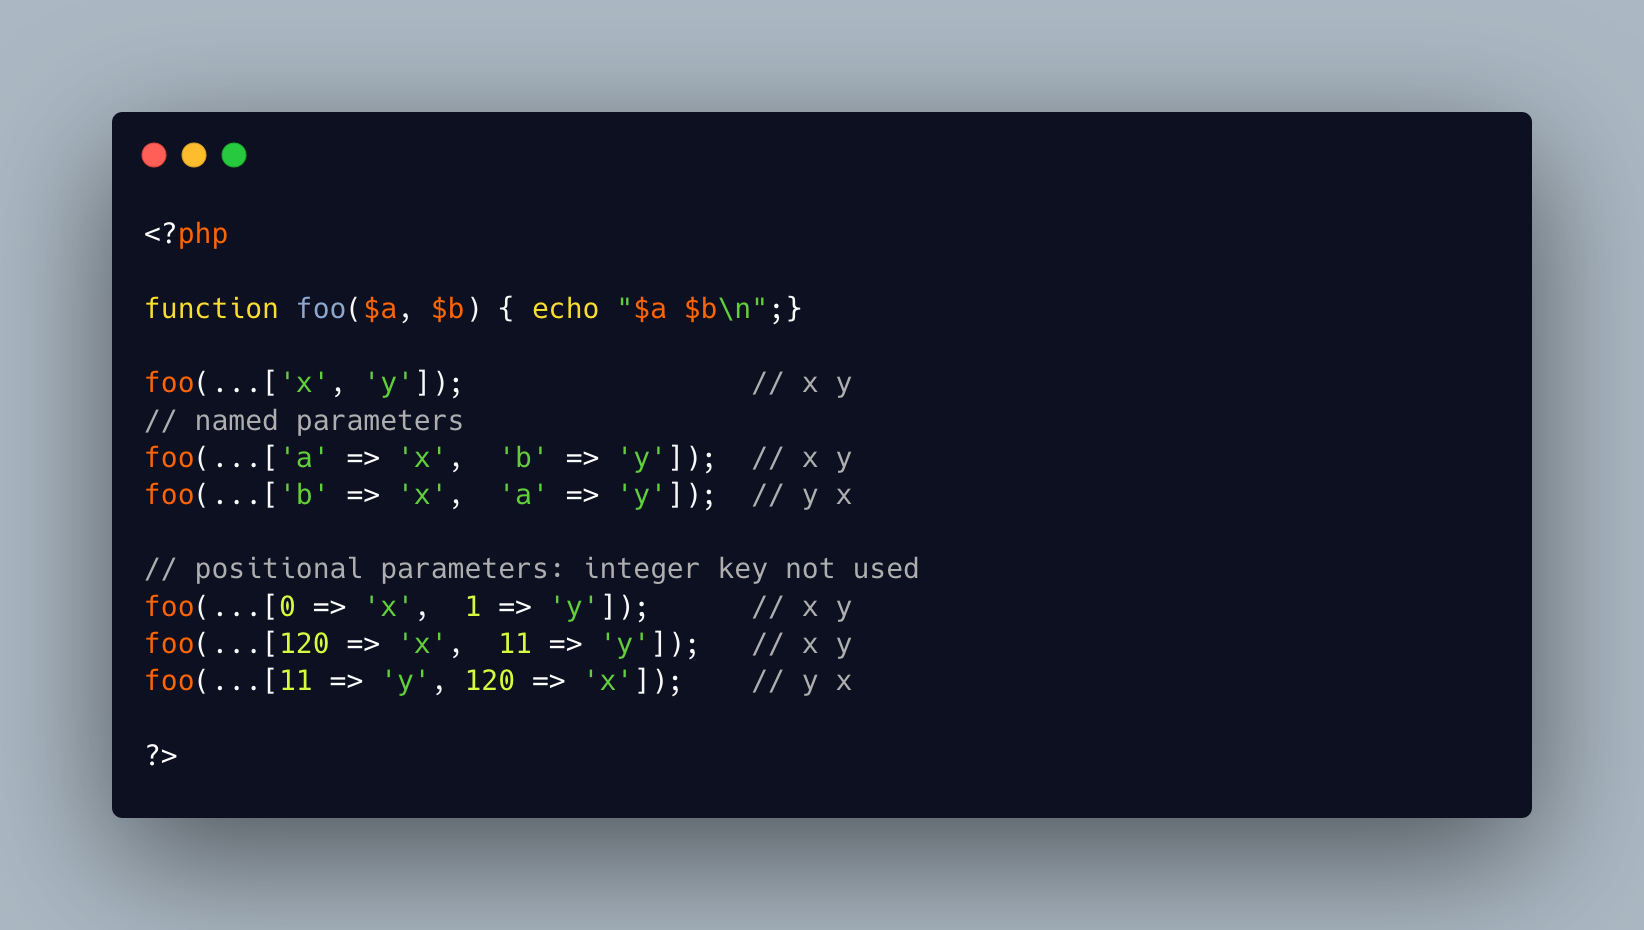 <?php
function foo($a, $b) { echo "$a $b\n";}
foo(...['x', 'y']);                 // x y
// named parameters
foo(...['a' => 'x',  'b' => 'y']);  // x y
foo(...['b' => 'x',  'a' => 'y']);  // y x
// positional parameters: integer key not used
foo(...[0 => 'x',  1 => 'y']);      // x y
foo(...[120 => 'x',  11 => 'y']);   // x y
foo(...[11 => 'y', 120 => 'x']);    // y x
?>